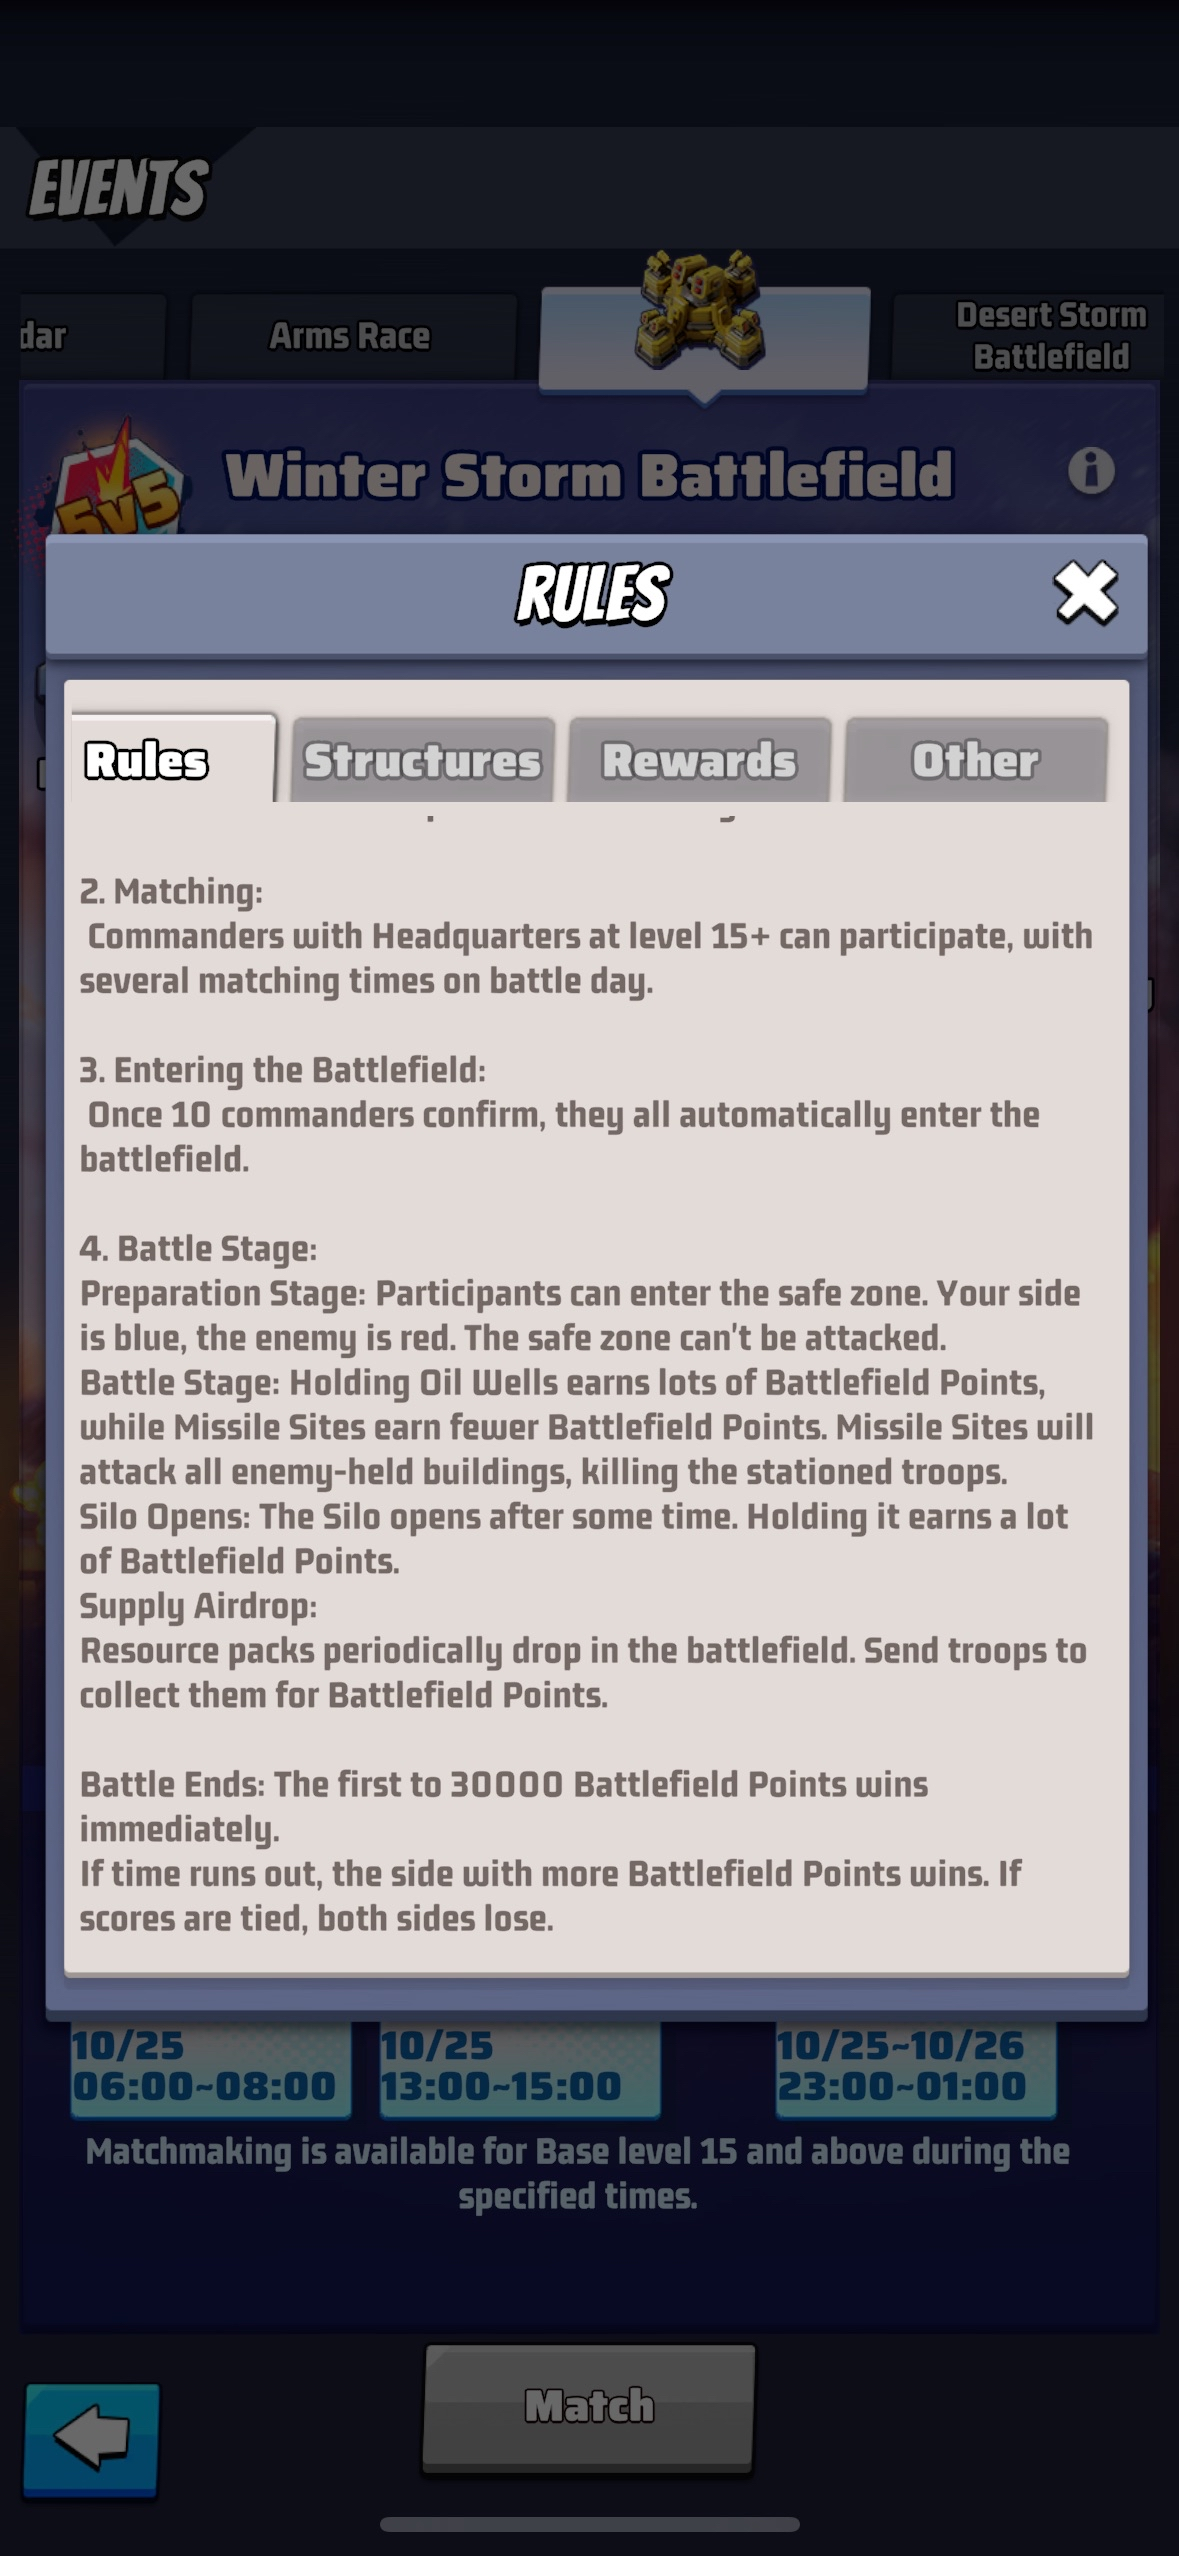 EVENTS
dar
Arms Race
Desert Storm
Battlefield
5v5
Winter Storm Battlefield
RULES
Rules
Structures
Rewards
Other
2. Matching:
Commanders with Headquarters at level 15+ can participate, with
several matching times on battle day.
3. Entering the Battlefield:
Once 10 commanders confirm, they all automatically enter the
battlefield.
4. Battle Stage:
Preparation Stage: Participants can enter the safe zone. Your side
is blue, the enemy is red. The safe zone can't be attacked.
Battle Stage: Holding Oil Wells earns lots of Battlefield Points,
while Missile Sites earn fewer Battlefield Points. Missile Sites will
attack all enemy-held buildings, killing the stationed troops.
Silo Opens: The Silo opens after some time. Holding it earns a lot
of Battlefield Points.
Supply Airdrop:
Resource packs periodically drop in the battlefield. Send troops to
collect them for Battlefield Points.
Battle Ends: The first to 30000 Battlefield Points wins
immediately.
If time runs out, the side with more Battlefield Points wins. If
scores are tied, both sides lose.
10/25
06:00~08:00
10/25
13:00~15:00
10/25~10/26
23:00~01:00
Matchmaking is available for Base level 15 and above during the
specified times.
Match